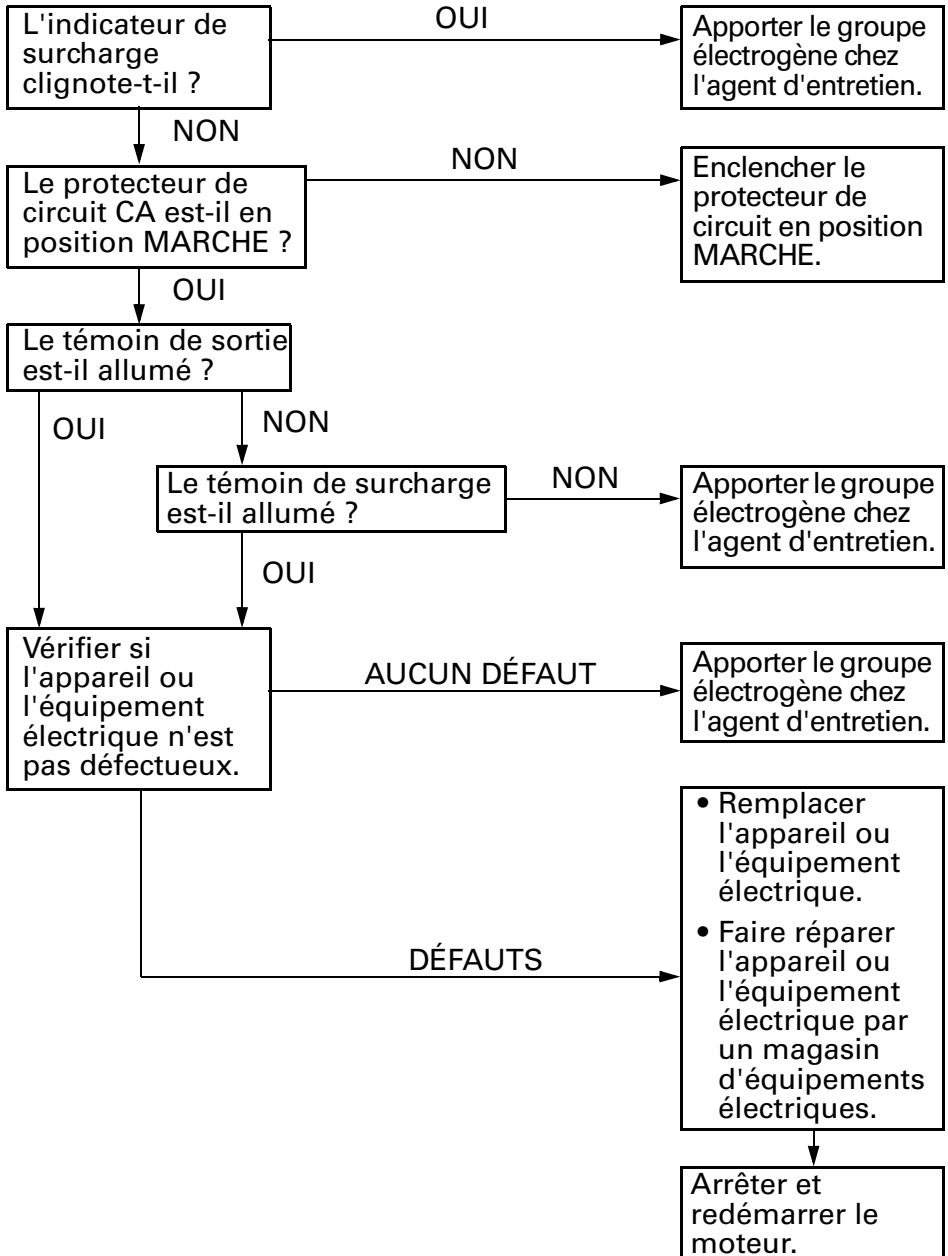 L'indicateur de
surcharge
clignote-t-il ?
OUI
Apporter le groupe
électrogène chez
l'agent d'entretien.
NON
Le protecteur de
circuit CA est-il en
position MARCHE ?
NON
Enclencher le
protecteur de
circuit en position
MARCHE.
OUI
Le témoin de sortie
est-il allumé ?
OUI
NON
Le témoin de surcharge
est-il allumé ?
NON
Apporter le groupe
électrogène chez
l'agent d'entretien.
OUI
Vérifier si
l'appareil ou
l'équipement
électrique n'est
pas défectueux.
AUCUN DÉFAUT
Apporter le groupe
électrogène chez
l'agent d'entretien.
DÉFAUTS
• Remplacer
l'appareil ou
l'équipement
électrique.
• Faire réparer
l'appareil ou
l'équipement
électrique par
un magasin
d'équipements
électriques.
Arrêter et
redémarrer le
moteur.